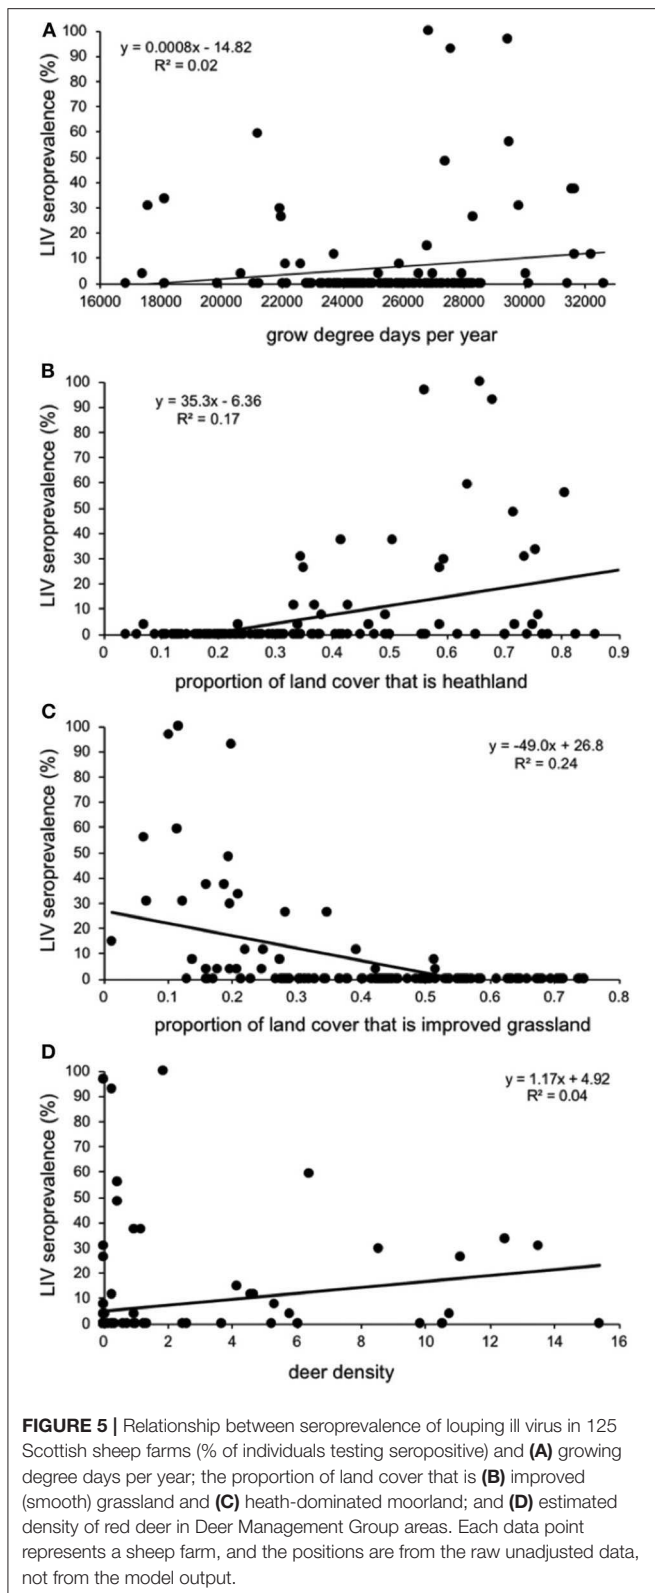 A
y = 0.0008x - 14.82
R² = 0.02
LIV seroprevalence (%)
100
90
80
70
60
50
40
30
20
10
0
16000 18000 20000 22000 24000 26000 28000 30000 32000
grow degree days per year
B
y = 35.3x - 6.36
R² = 0.17
LIV seroprevalence (%)
100
90
80
70
60
50
40
30
20
10
0
0 0.1 0.2 0.3 0.4 0.5 0.6 0.7 0.8 0.9
proportion of land cover that is heathland
C
y = -49.0x + 26.8
R² = 0.24
LIV seroprevalence (%)
100
90
80
70
60
50
40
30
20
10
0
0 0.1 0.2 0.3 0.4 0.5 0.6 0.7 0.8
proportion of land cover that is improved grassland
D
y = 1.17x + 4.92
R² = 0.04
LIV seroprevalence (%)
100
90
80
70
60
50
40
30
20
10
0
0 2 4 6 8 10 12 14 16
deer density
FIGURE 5 | Relationship between seroprevalence of louping ill virus in 125
Scottish sheep farms (% of individuals testing seropositive) and (A) growing
degree days per year; the proportion of land cover that is (B) improved
(smooth) grassland and (C) heath-dominated moorland; and (D) estimated
density of red deer in Deer Management Group areas. Each data point
represents a sheep farm, and the positions are from the raw unadjusted data,
not from the model output.